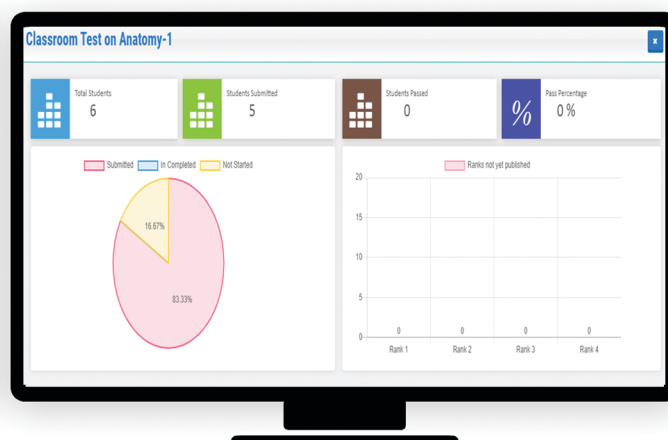 Classroom Test on Anatomy-1
x
Total Students
6
Students Submitted
5
Students Passed
0
%
Pass Percentage
0 %
Submitted
In Completed
Not Started
16.67%
83.33%
Ranks not yet published
20
15
10
5
0
0
0
0
0
Rank 1
Rank 2
Rank 3
Rank 4